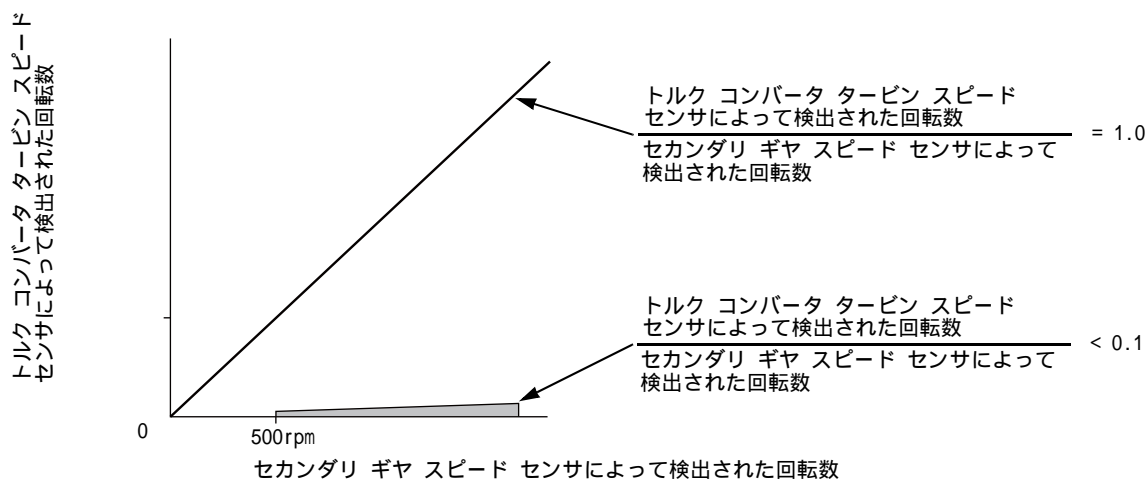 トルク コンバータ タービン スピード
センサによって検出された回転数
トルク コンバータ タービン スピード
センサによって検出された回転数
セカンダリ ギヤ スピード センサによって
検出された回転数
= 1.0
トルク コンバータ タービン スピード
センサによって検出された回転数
セカンダリ ギヤ スピード センサによって
検出された回転数
< 0.1
0
500rpm
セカンダリ ギヤ スピード センサによって検出された回転数